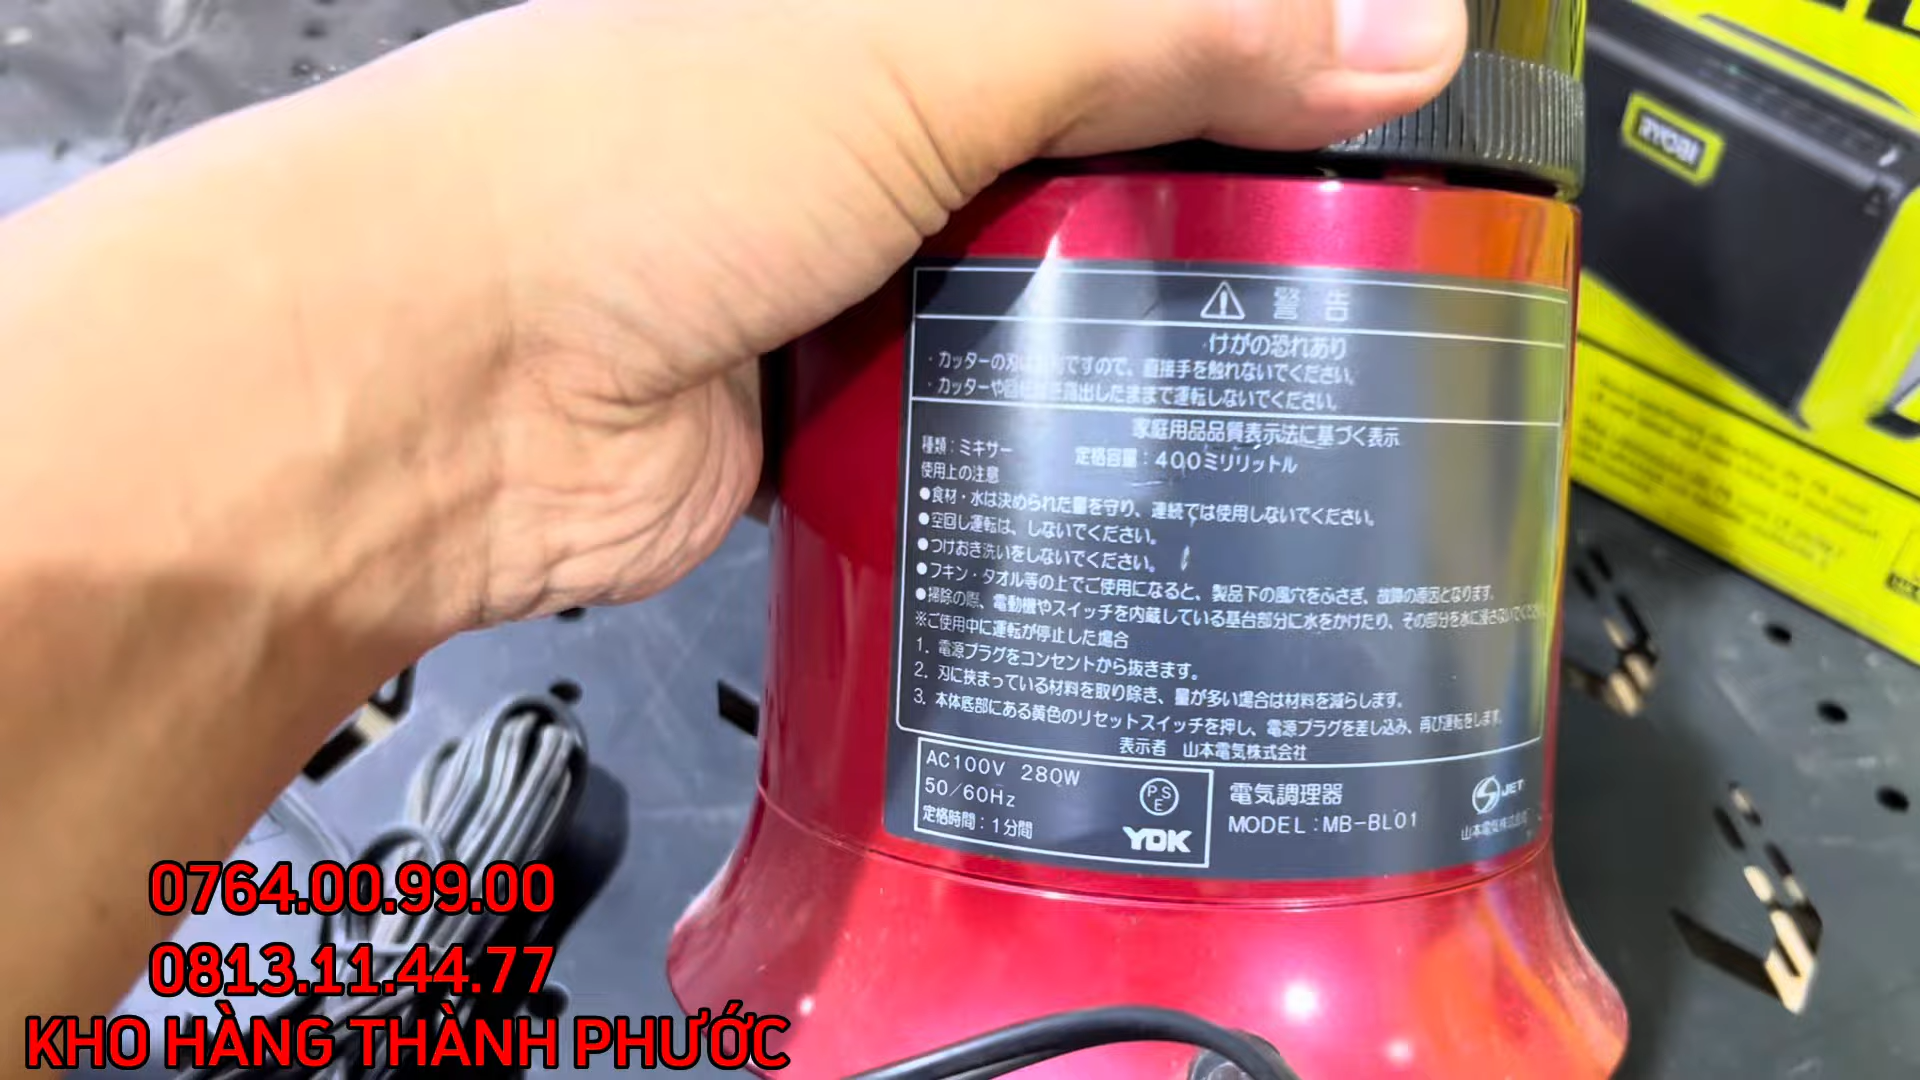 RYOBI
警告
けがの恐れあり
・カッターの刃は ですので、直接手を触れないでください。
・カッターや 露出したままで運転しないでください。
家庭用品品質表示法に基づく表示
種類：ミキサー 定格容量：400ミリリットル
使用上の注意
●食材・水は決められた量を守り、連続では使用しないでください。
●空回し運転は、しないでください。
●つけおき洗いをしないでください。
●フキン・タオル等の上でご使用になると、製品下の風穴をふさぎ、故障の原因となります。
●掃除の際、電動機やスイッチを内蔵している基台部分に水をかけたり、その部分を水に浸さないでください
※ご使用中に運転が停止した場合
1. 電源プラグをコンセントから抜きます。
2. 刃に挟まっている材料を取り除き、量が多い場合は材料を減らします。
3. 本体底部にある黄色のリセットスイッチを押し、電源プラグを差し込み、再び運転をします。
表示者 山本電気株式会社
AC100V 280W
50/60Hz
定格時間：1分間
PSE
YDK
電気調理器
MODEL：MB-BL01
JET
山本電気株式会社
0764.00.99.00
0813.11.44.77
KHO HÀNG THÀNH PHƯỚC